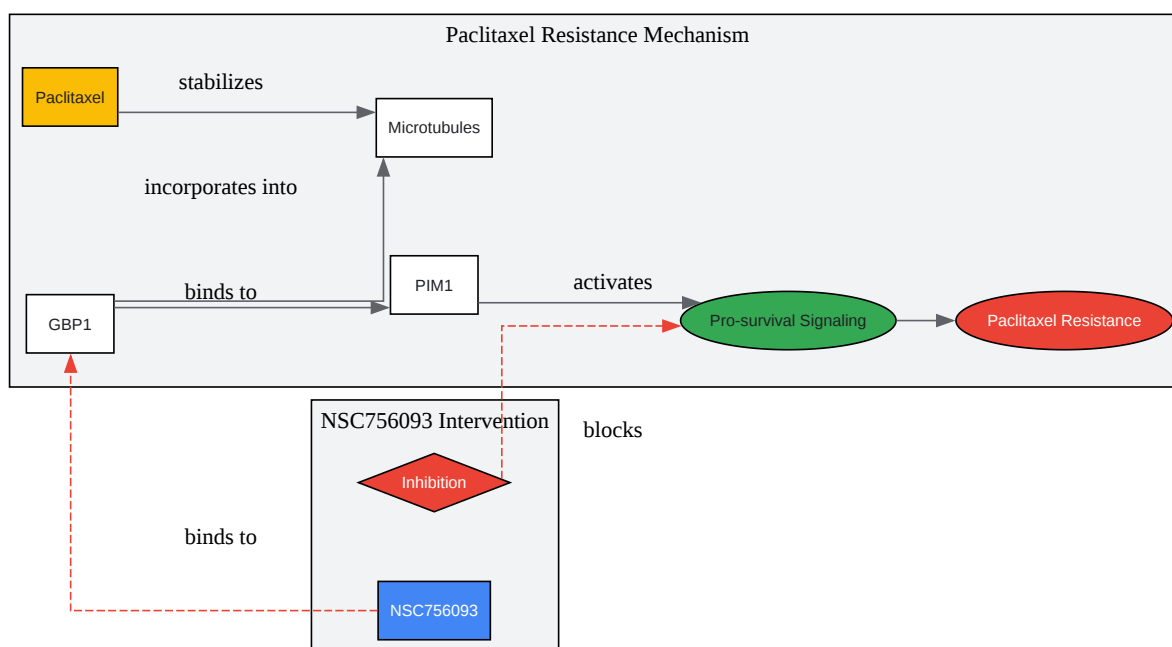 Paclitaxel Resistance Mechanism
Paclitaxel
stabilizes
Microtubules
incorporates into
GBP1
binds to
PIM1
activates
Pro-survival Signaling
Paclitaxel Resistance
NSC756093 Intervention
blocks
Inhibition
binds to
NSC756093